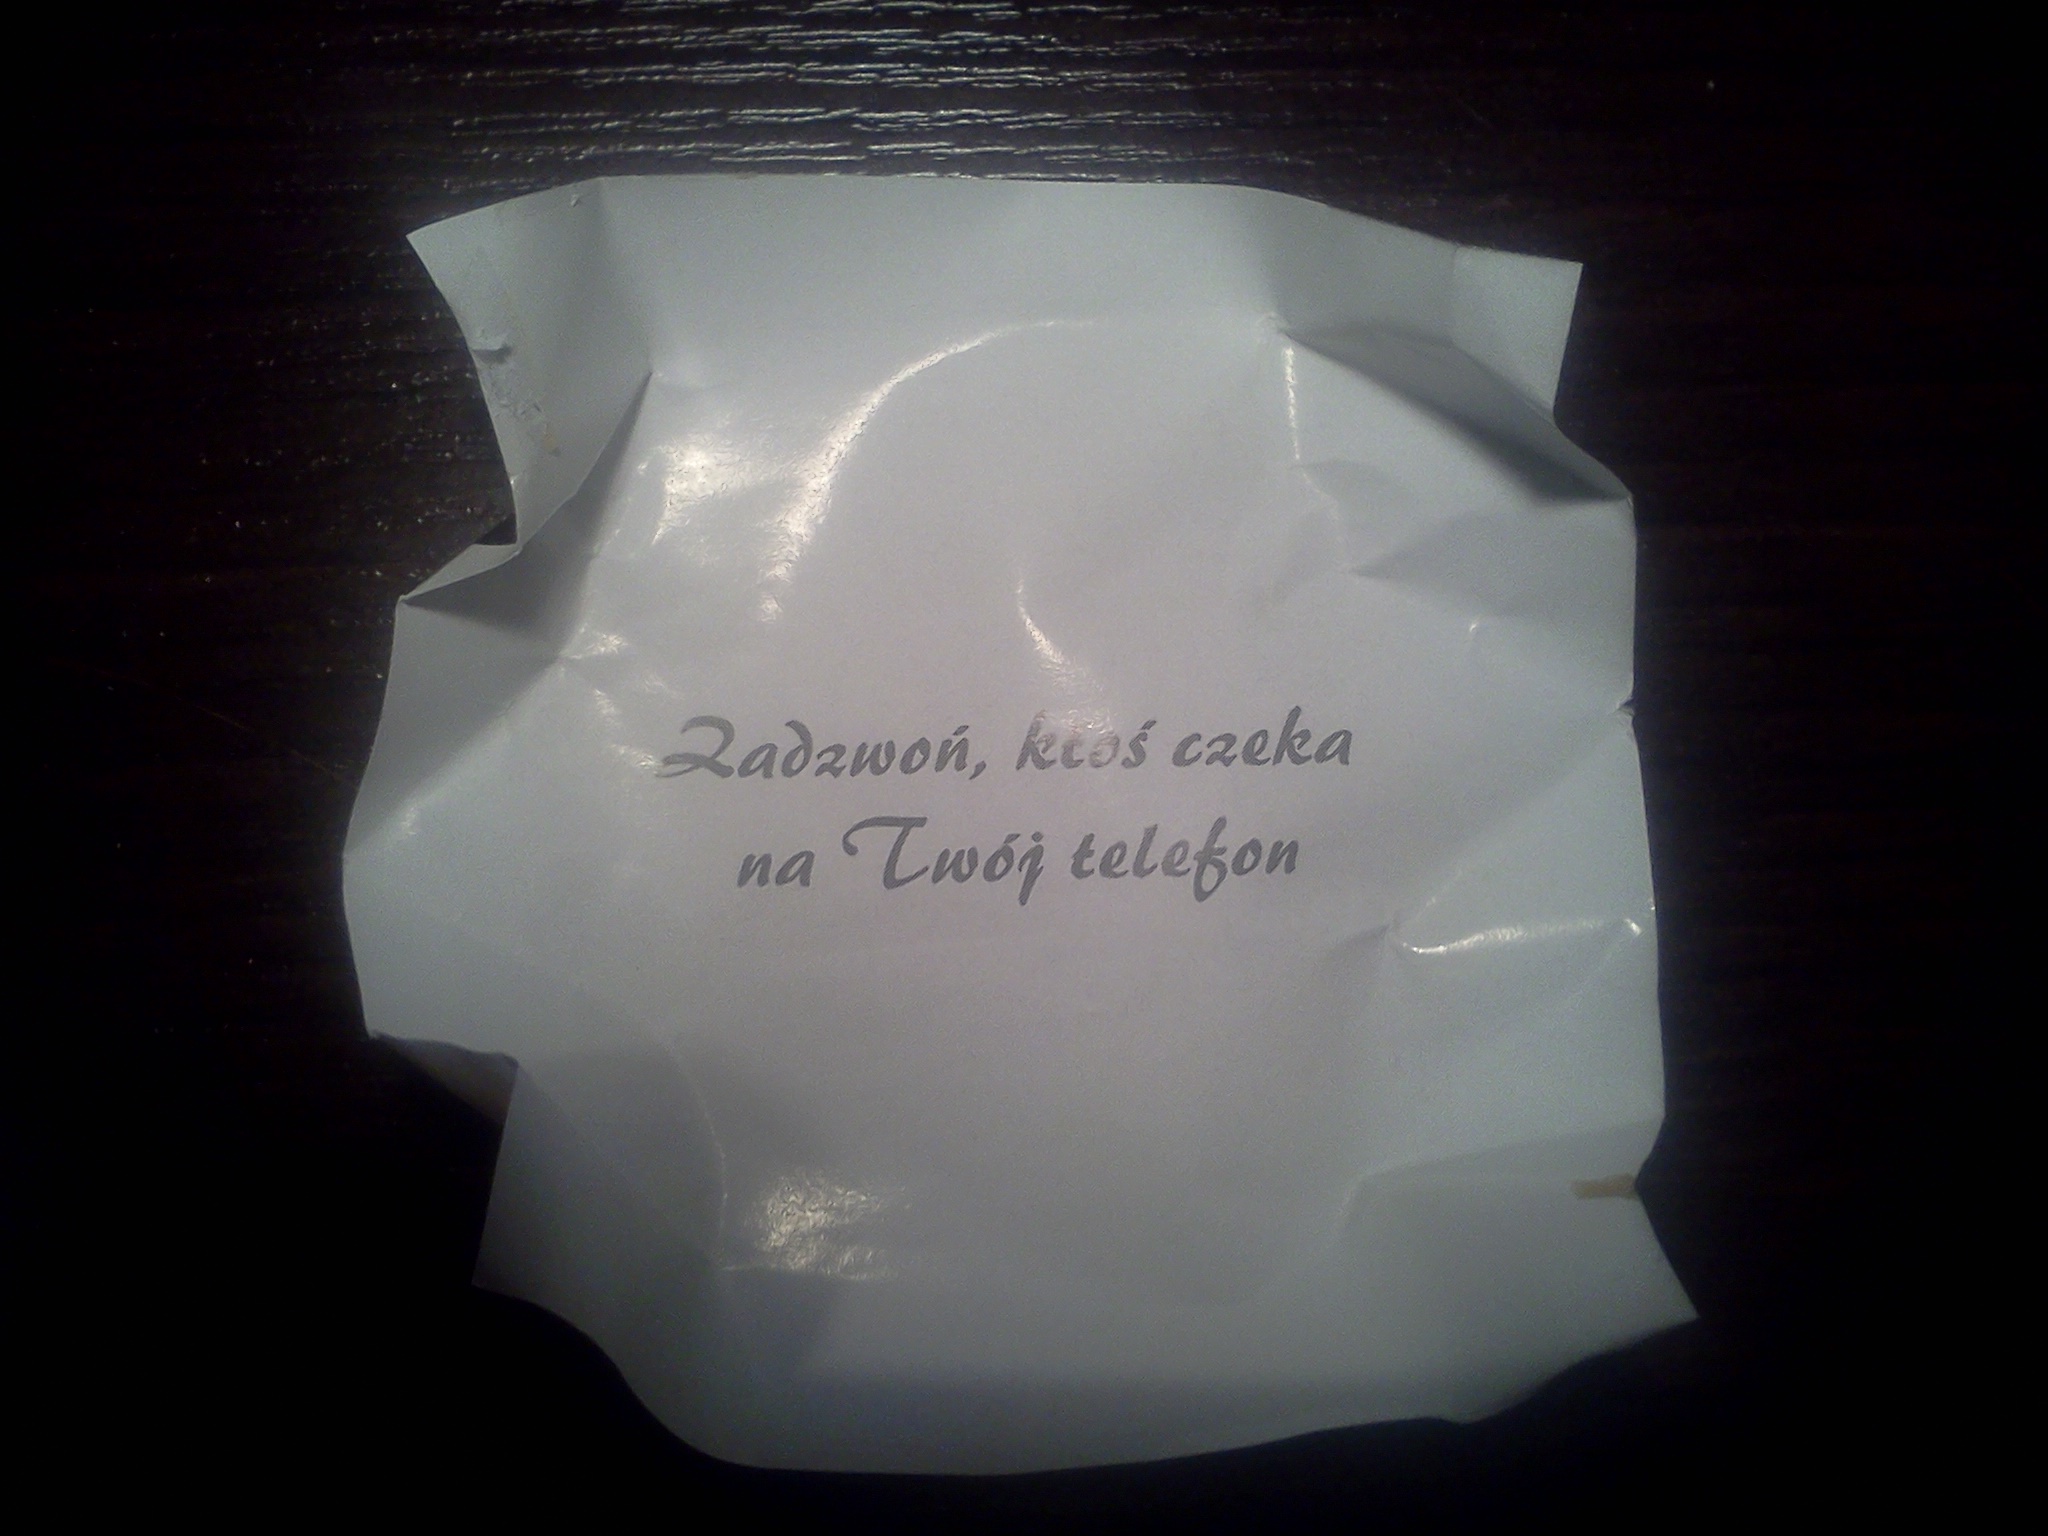 Zadzwoń, ktoś czeka
na Twój telefon